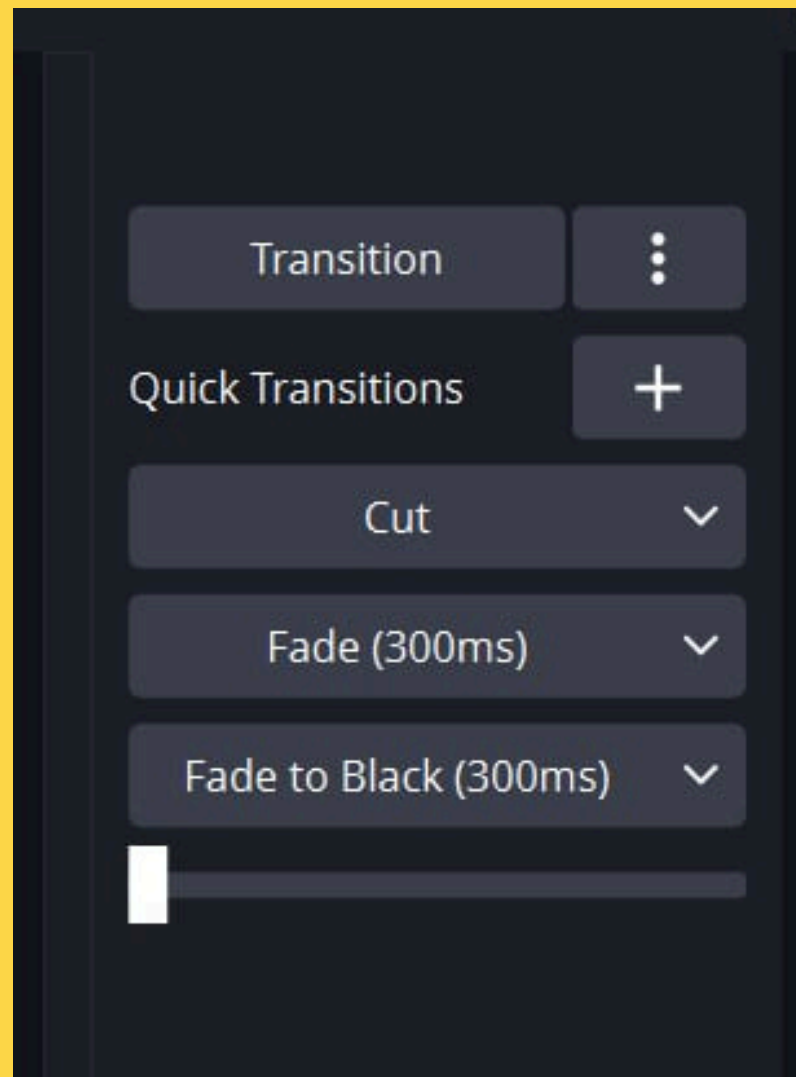 Transition
Quick Transitions
Cut
Fade (300ms)
Fade to Black (300ms)